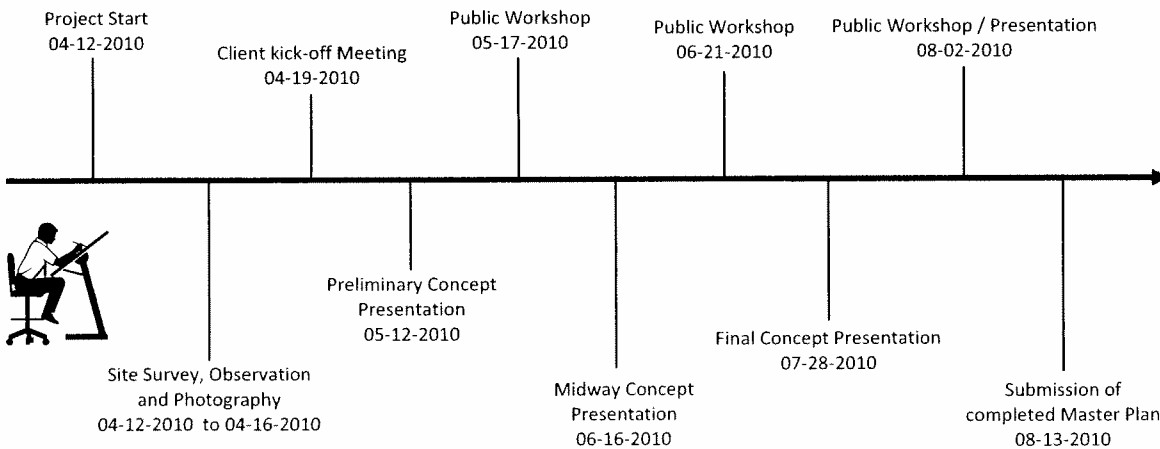 Project Start
04-12-2010
Client kick-off Meeting
04-19-2010
Public Workshop
05-17-2010
Public Workshop
06-21-2010
Public Workshop / Presentation
08-02-2010
Site Survey, Observation
and Photography
04-12-2010 to 04-16-2010
Preliminary Concept
Presentation
05-12-2010
Midway Concept
Presentation
06-16-2010
Final Concept Presentation
07-28-2010
Submission of
completed Master Plan
08-13-2010